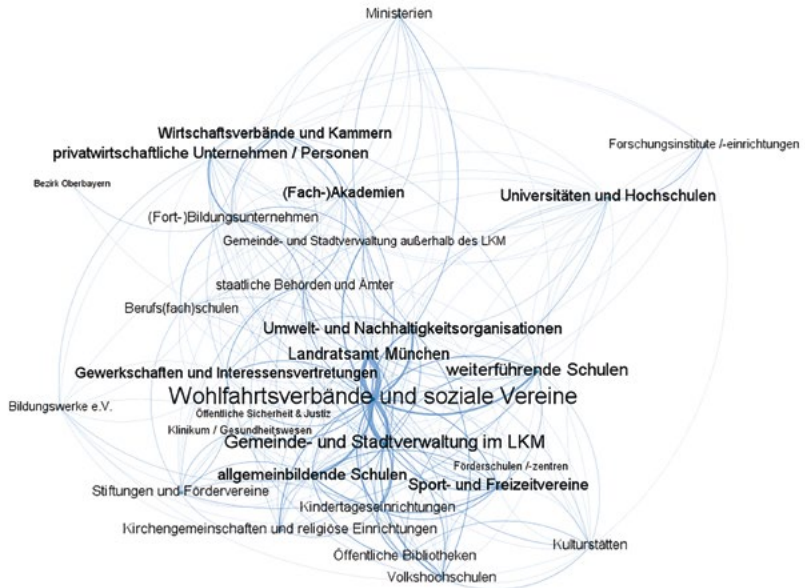 Ministerien
Wirtschaftsverbände und Kammern
Forschungsinstitute /-einrichtungen
privatwirtschaftliche Unternehmen / Personen
Bezirk Oberbayern
(Fach-)Akademien
Universitäten und Hochschulen
(Fort-)Bildungsunternehmen
Gemeinde- und Stadtverwaltung außerhalb des LKM
staatliche Behörden und Ämter
Berufs(fach)schulen
Umwelt- und Nachhaltigkeitsorganisationen
Landratsamt München
Gewerkschaften und Interessensvertretungen
weiterführende Schulen
Wohlfahrtsverbände und soziale Vereine
Bildungswerke e.V.
Öffentliche Sicherheit & Justiz
Klinikum / Gesundheitswesen
Gemeinde- und Stadtverwaltung im LKM
Förderschulen /-zentren
allgemeinbildende Schulen
Sport- und Freizeitvereine
Stiftungen und Fördervereine
Kindertageseinrichtungen
Kirchengemeinschaften und religiöse Einrichtungen
Kulturstätten
Öffentliche Bibliotheken
Volkshochschulen